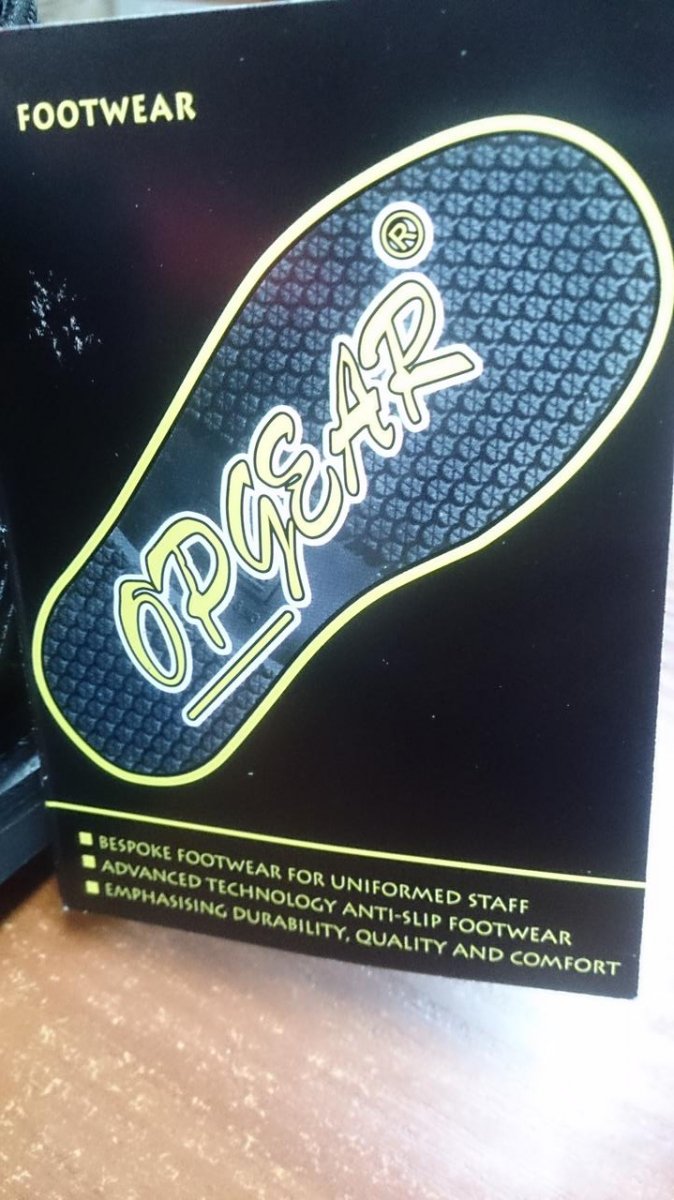 FOOTWEAR
®
OPGEAR
BESPOKE FOOTWEAR FOR UNIFORMED STAFF
ADVANCED TECHNOLOGY ANTI-SLIP FOOTWEAR
EMPHASISING DURABILITY, QUALITY AND COMFORT